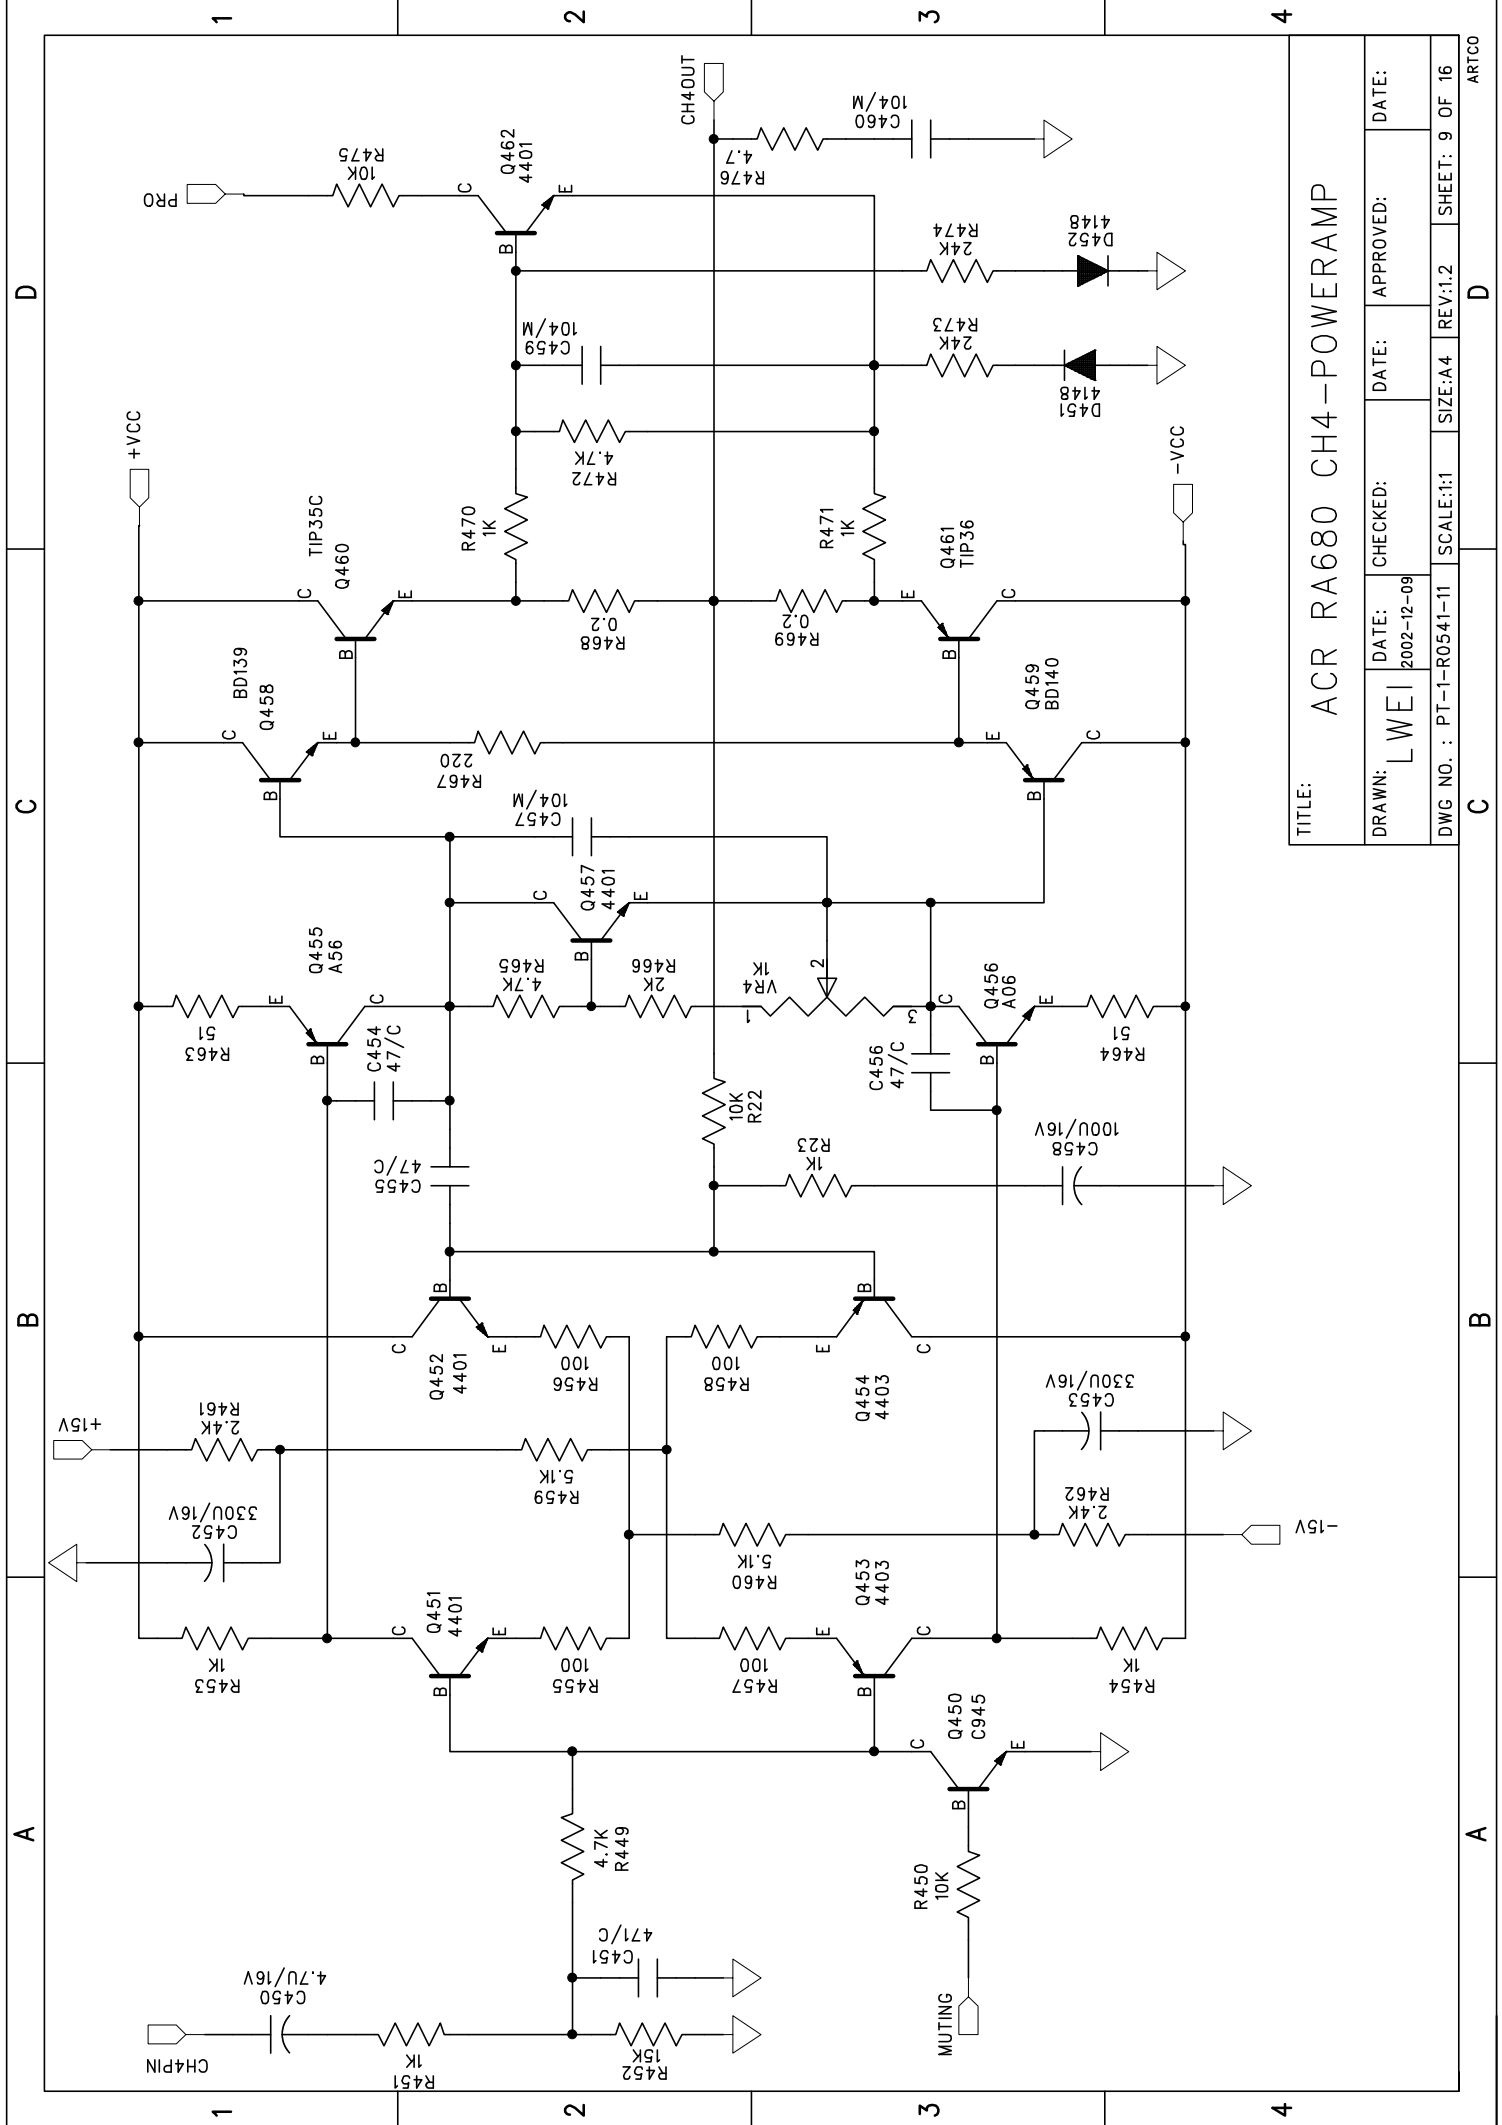 1
2
3
4
A
B
C
D
CH4PIN
C450
4.7U/16V
R451
1K
R452
15K
C451
471/C
4.7K
R449
MUTING
R450
10K
Q450
C945
B
C
E
R453
1K
Q451
4401
B
C
E
R455
100
R457
100
Q453
4403
B
E
C
R454
1K
C452
330U/16V
+15V
R461
2.4K
R459
5.1K
R460
5.1K
R462
2.4K
-15V
C453
330U/16V
Q452
4401
B
C
E
R456
100
R458
100
Q454
4403
B
E
C
C455
47/C
C454
47/C
10K
R22
R23
1K
C458
100U/16V
C456
47/C
R463
51
Q455
A56
B
E
C
R465
4.7K
R466
2K
VR4
1K
1
2
3
Q456
A06
B
C
E
R464
51
Q457
4401
B
C
E
C457
104/M
BD139
Q458
B
C
E
R467
220
Q459
BD140
B
E
C
TIP35C
Q460
B
C
E
R468
0.2
R469
0.2
Q461
TIP36
B
E
C
+VCC
-VCC
R470
1K
R471
1K
R472
4.7K
C459
104/M
R473
24K
D451
4148
R474
24K
D452
4148
PRO
R475
10K
Q462
4401
B
C
E
CH4OUT
R476
4.7
C460
104/M
TITLE:
ACR RA680 CH4-POWERAMP
DRAWN: LWEI
DATE: 2002-12-09
CHECKED:
DATE:
APPROVED:
DATE:
DWG NO. : PT-1-R0541-11
SCALE:1:1
SIZE:A4
REV:1.2
SHEET: 9 OF 16
ARTCO
A
B
C
D
1
2
3
4